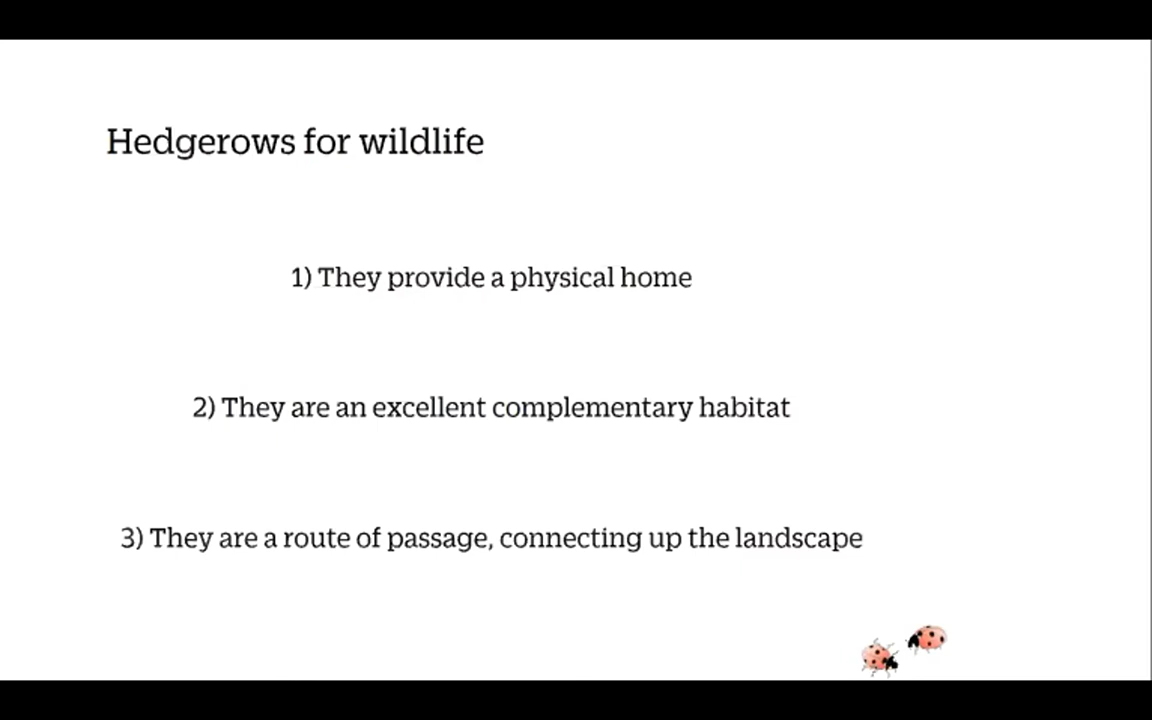 Hedgerows for wildlife
1) They provide a physical home
2) They are an excellent complementary habitat
3) They are a route of passage, connecting up the landscape